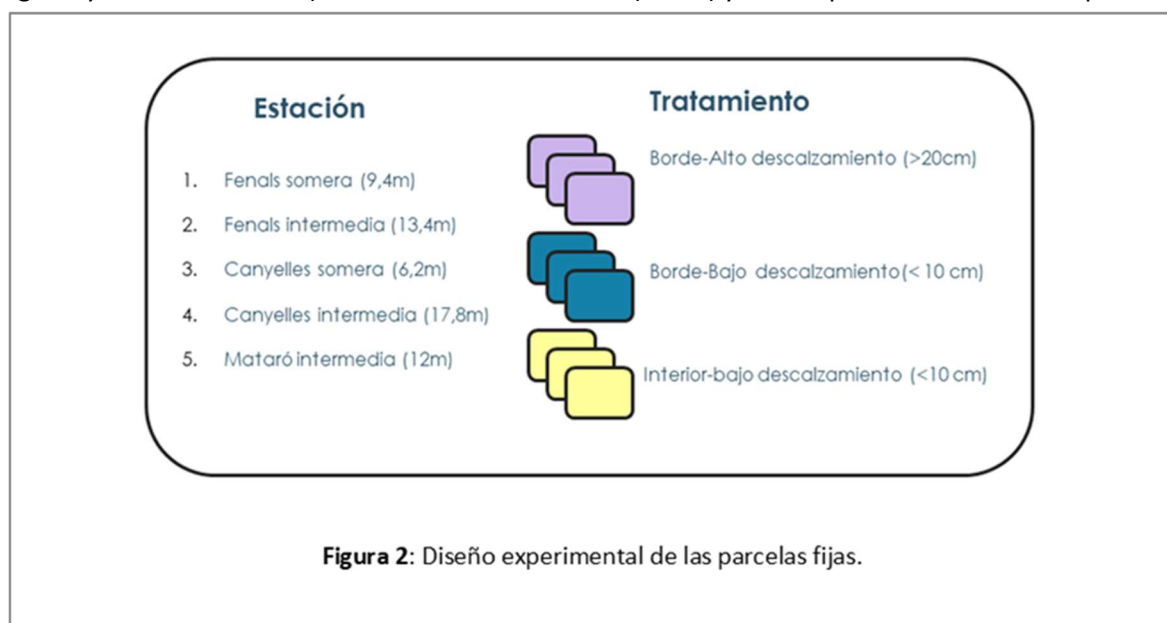 Estación
1. Fenals somera (9,4m)
2. Fenals intermedia (13,4m)
3. Canyelles somera (6,2m)
4. Canyelles intermedia (17,8m)
5. Mataró intermedia (12m)
Tratamiento
Borde-Alto descalzamiento (>20cm)
Borde-Bajo descalzamiento (< 10 cm)
Interior-bajo descalzamiento (<10 cm)
Figura 2: Diseño experimental de las parcelas fijas.